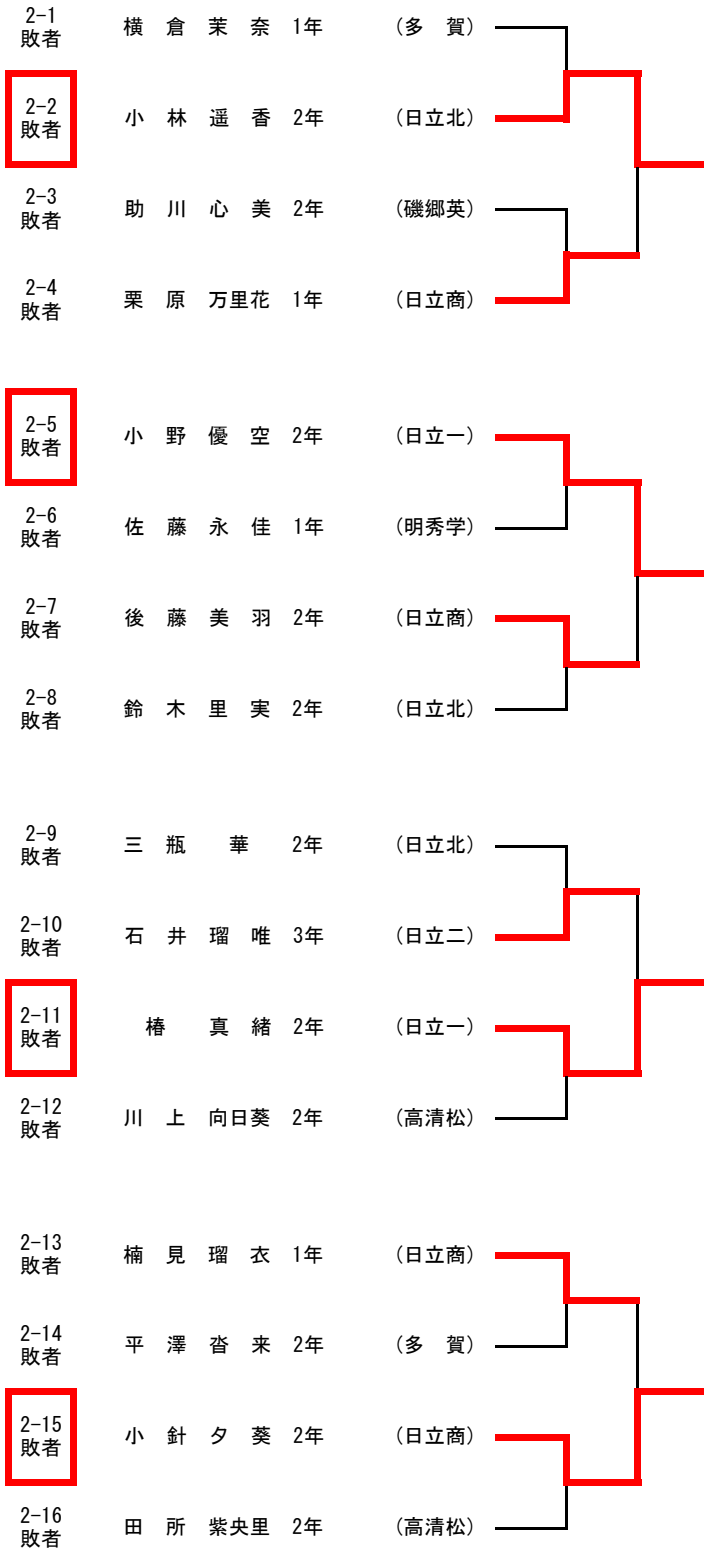 2-1
敗者
横 倉 茉 奈 1年 (多 賀)
2-2
敗者
小 林 遥 香 2年 (日立北)
2-3
敗者
助 川 心 美 2年 (磯郷英)
2-4
敗者
栗 原 万里花 1年 (日立商)
2-5
敗者
小 野 優 空 2年 (日立一)
2-6
敗者
佐 藤 永 佳 1年 (明秀学)
2-7
敗者
後 藤 美 羽 2年 (日立商)
2-8
敗者
鈴 木 里 実 2年 (日立北)
2-9
敗者
三 瓶 華 2年 (日立北)
2-10
敗者
石 井 瑠 唯 3年 (日立二)
2-11
敗者
椿 真 緒 2年 (日立一)
2-12
敗者
川 上 向日葵 2年 (高清松)
2-13
敗者
楠 見 瑠 衣 1年 (日立商)
2-14
敗者
平 澤 沓 来 2年 (多 賀)
2-15
敗者
小 針 夕 葵 2年 (日立商)
2-16
敗者
田 所 紫央里 2年 (高清松)